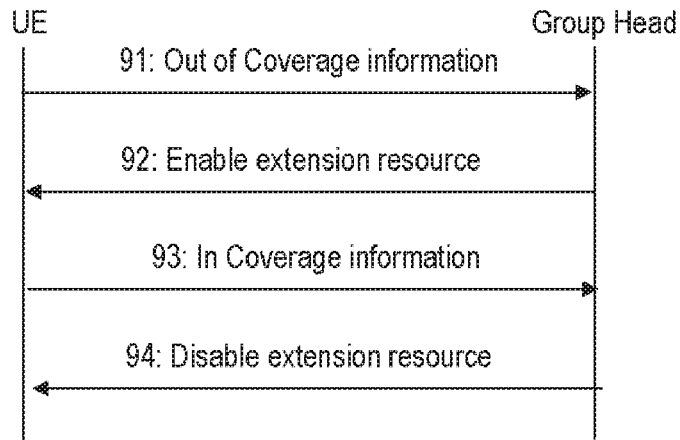 UE
Group Head
91: Out of Coverage information
92: Enable extension resource
93: In Coverage information
94: Disable extension resource